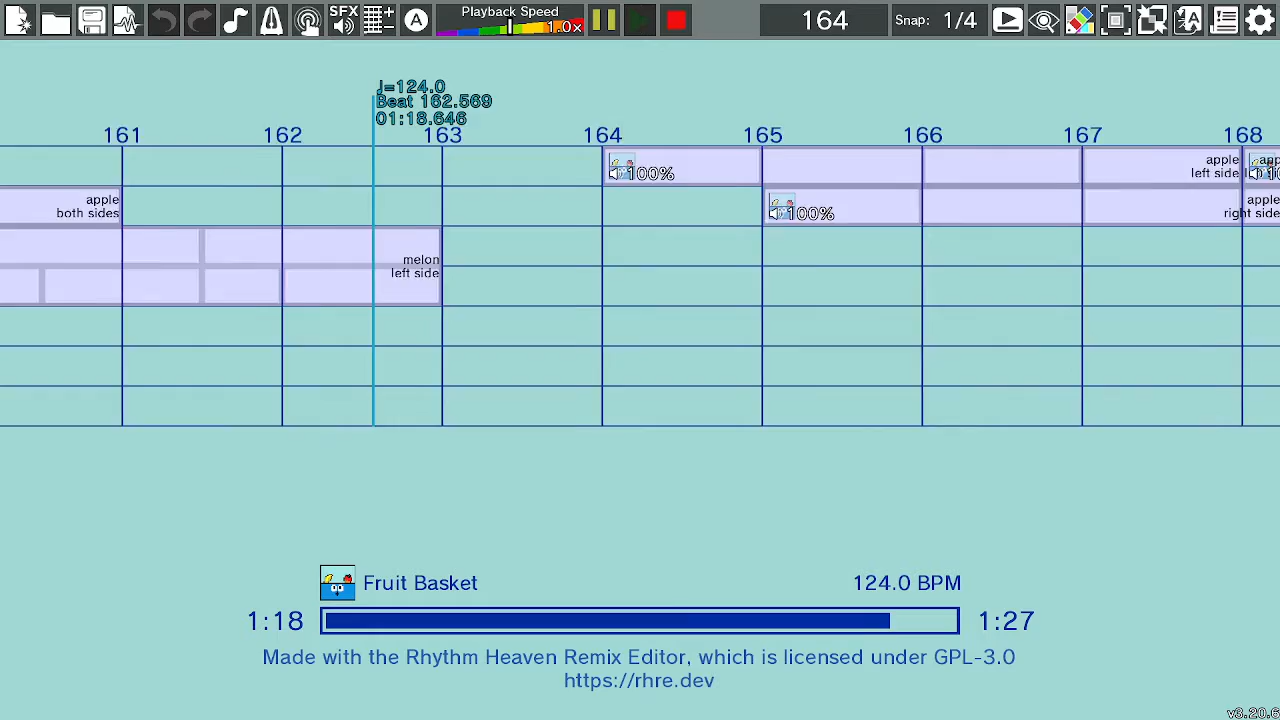 SFX
A
Playback Speed
1.0x
164
Snap: 1/4
♩=124.0
Beat 162.569
01:18.646
161 162 163 164 165 166 167 168
100%
apple
left side
apple
both sides
100%
apple
right side
melon
left side
Fruit Basket
124.0 BPM
1:18
1:27
Made with the Rhythm Heaven Remix Editor, which is licensed under GPL-3.0
https://rhre.dev
v3.20.6